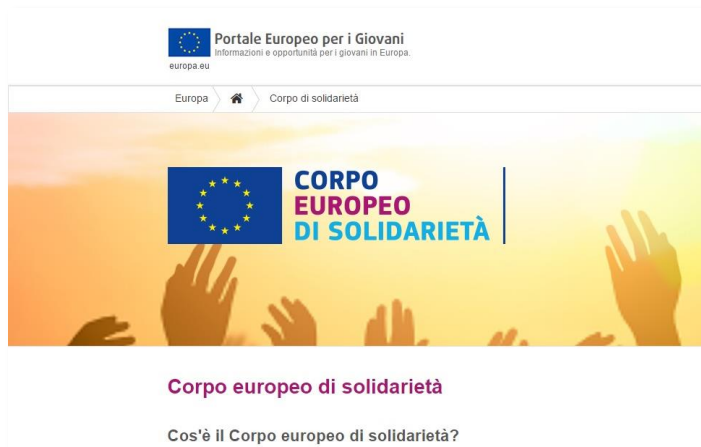 Portale Europeo per i Giovani
Informazioni e opportunità per i giovani in Europa.
europa.eu
Europa
Corpo di solidarietà
CORPO
EUROPEO
DI SOLIDARIETÀ
Corpo europeo di solidarietà
Cos'è il Corpo europeo di solidarietà?